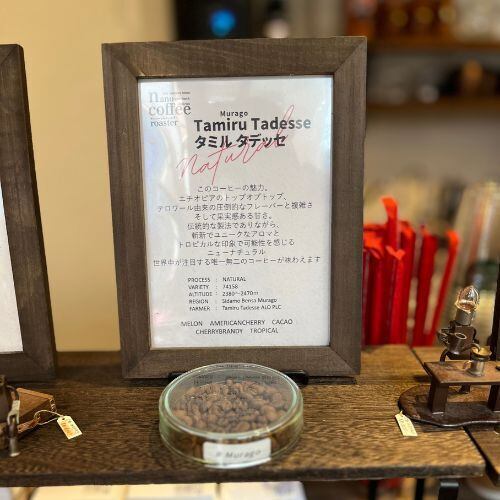 nanu
coffee
roaster
Murago
Tamiru Tadesse
タミル タデッセ
natural
このコーヒーの魅力。
エチオピアのトップオブトップ、
テロワール由来の圧倒的なフレーバーと複雑さ
そして果実感ある甘さ。
伝統的な製法でありながら、
斬新でユニークなアロマと
トロピカルな印象で可能性を感じる
ニューナチュラル
世界中が注目する唯一無二のコーヒーが味わえます
PROCESS : NATURAL
VARIETY : 74158
ALTITUDE : 2380~2470m
REGION : Sidamo Bensa Murago
FARMER : Tamiru Tadesse ALO PLC
MELON AMERICANCHERRY CACAO
CHERRYBRANDY TROPICAL
# Murago